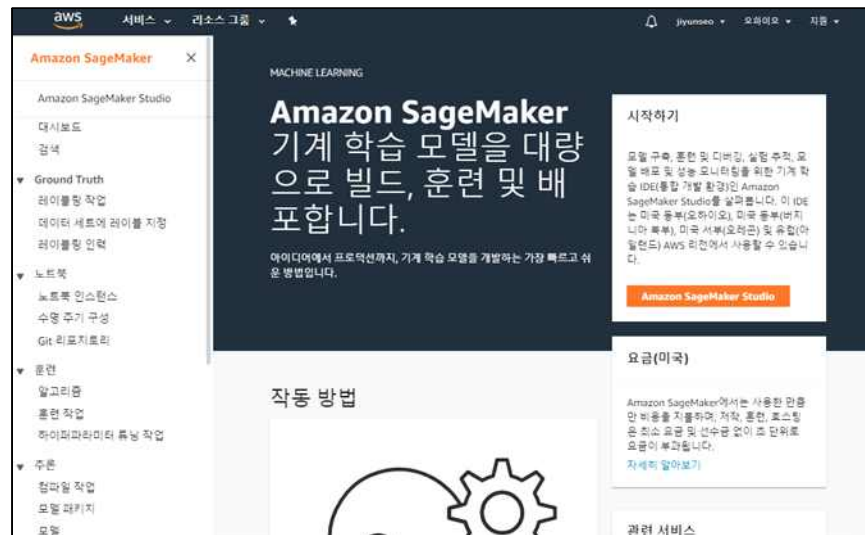 aws
서비스
리소스 그룹
jiyunseo
오하이오
지원
Amazon SageMaker
Amazon SageMaker Studio
대시보드
검색
Ground Truth
레이블링 작업
데이터 세트에 레이블 지정
레이블링 인력
노트북
노트북 인스턴스
수명 주기 구성
Git 리포지토리
훈련
알고리즘
훈련 작업
하이퍼파라미터 튜닝 작업
추론
컴파일 작업
모델 패키지
모델
MACHINE LEARNING
Amazon SageMaker
기계 학습 모델을 대량
으로 빌드, 훈련 및 배
포합니다.
아이디어에서 프로덕션까지, 기계 학습 모델을 개발하는 가장 빠르고 쉬
운 방법입니다.
작동 방법
시작하기
모델 구축, 훈련 및 디버깅, 실험 추적, 모
델 배포 및 성능 모니터링을 위한 기계 학
습 IDE(통합 개발 환경)인 Amazon
SageMaker Studio를 살펴봅니다. 이 IDE
는 미국 동부(오하이오), 미국 동부(버지
니아 북부), 미국 서부(오레곤) 및 유럽(아
일랜드) AWS 리전에서 사용할 수 있습니
다.
Amazon SageMaker Studio
요금(미국)
Amazon SageMaker에서는 사용한 만큼
만 비용을 지불하며, 저작, 훈련, 호스팅
은 최소 요금 및 선수금 없이 초 단위로
요금이 부과됩니다.
자세히 알아보기
관련 서비스